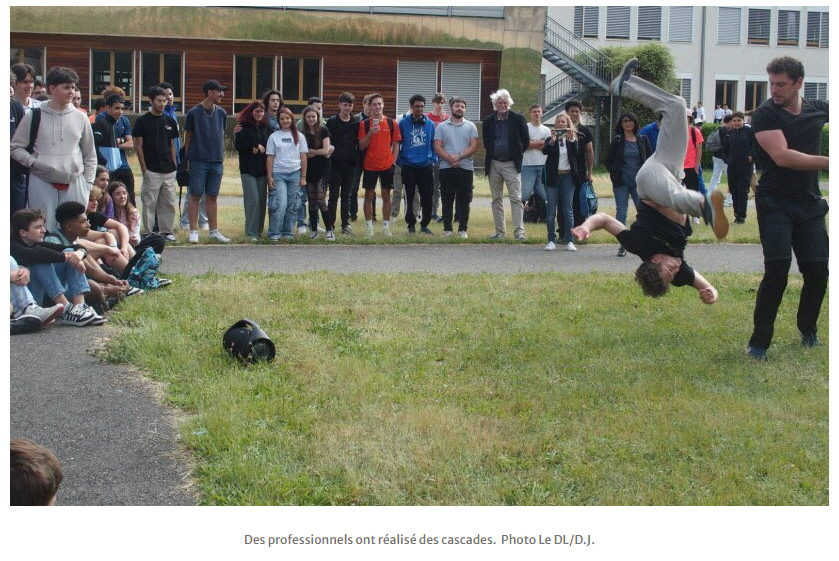 Des professionnels ont réalisé des cascades. Photo Le DL/D.J.